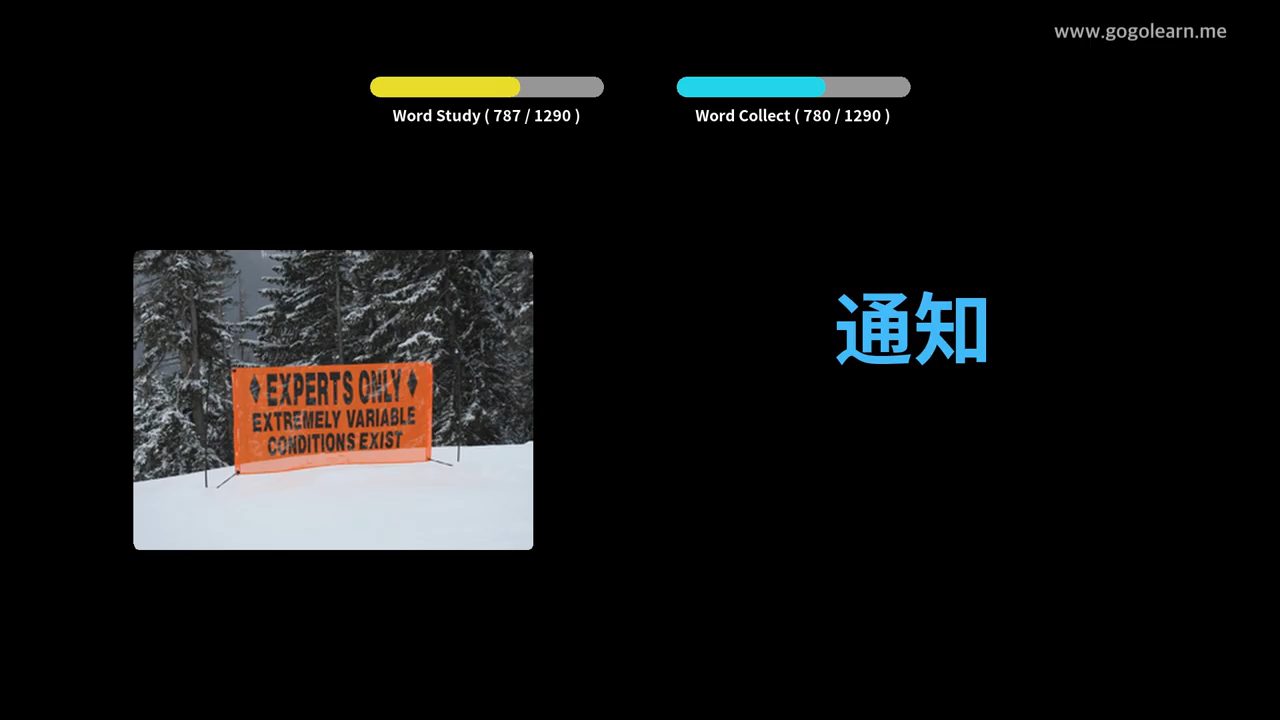 www.gogolearn.me
Word Study ( 787 / 1290 )
Word Collect ( 780 / 1290 )
EXPERTS ONLY
EXTREMELY VARIABLE
CONDITIONS EXIST
通知